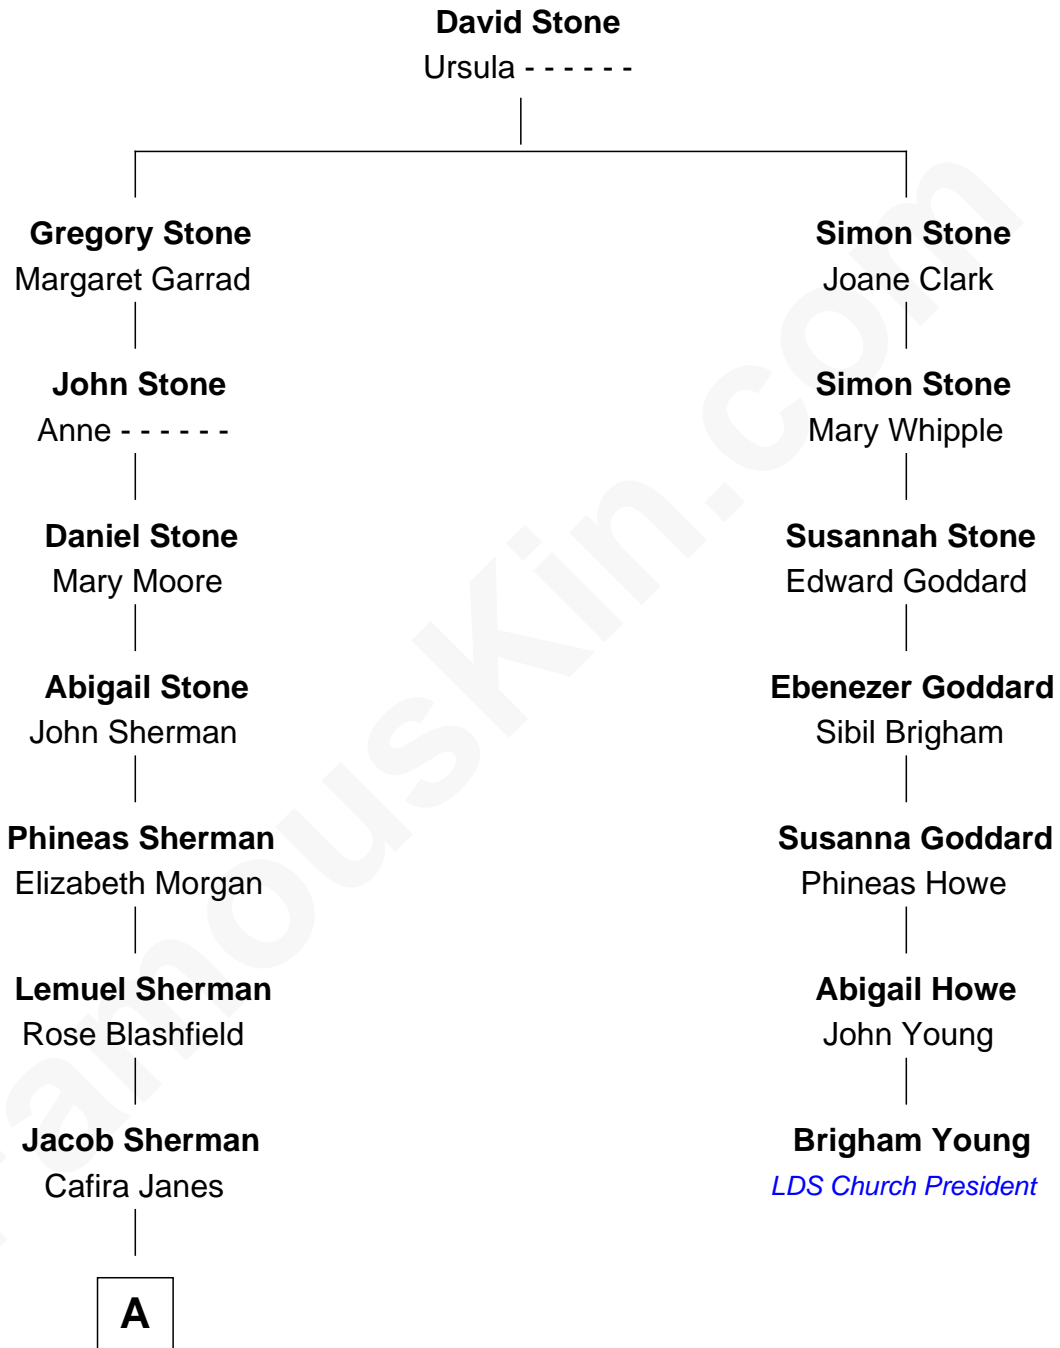 David Stone
Ursula - - - - - -
Gregory Stone
Margaret Garrad
Simon Stone
Joane Clark
John Stone
Anne - - - - - -
Simon Stone
Mary Whipple
Daniel Stone
Mary Moore
Susannah Stone
Edward Goddard
Abigail Stone
John Sherman
Ebenezer Goddard
Sibil Brigham
Phineas Sherman
Elizabeth Morgan
Susanna Goddard
Phineas Howe
Lemuel Sherman
Rose Blashfield
Abigail Howe
John Young
Jacob Sherman
Cafira Janes
Brigham Young
LDS Church President
A
FamousKin.com